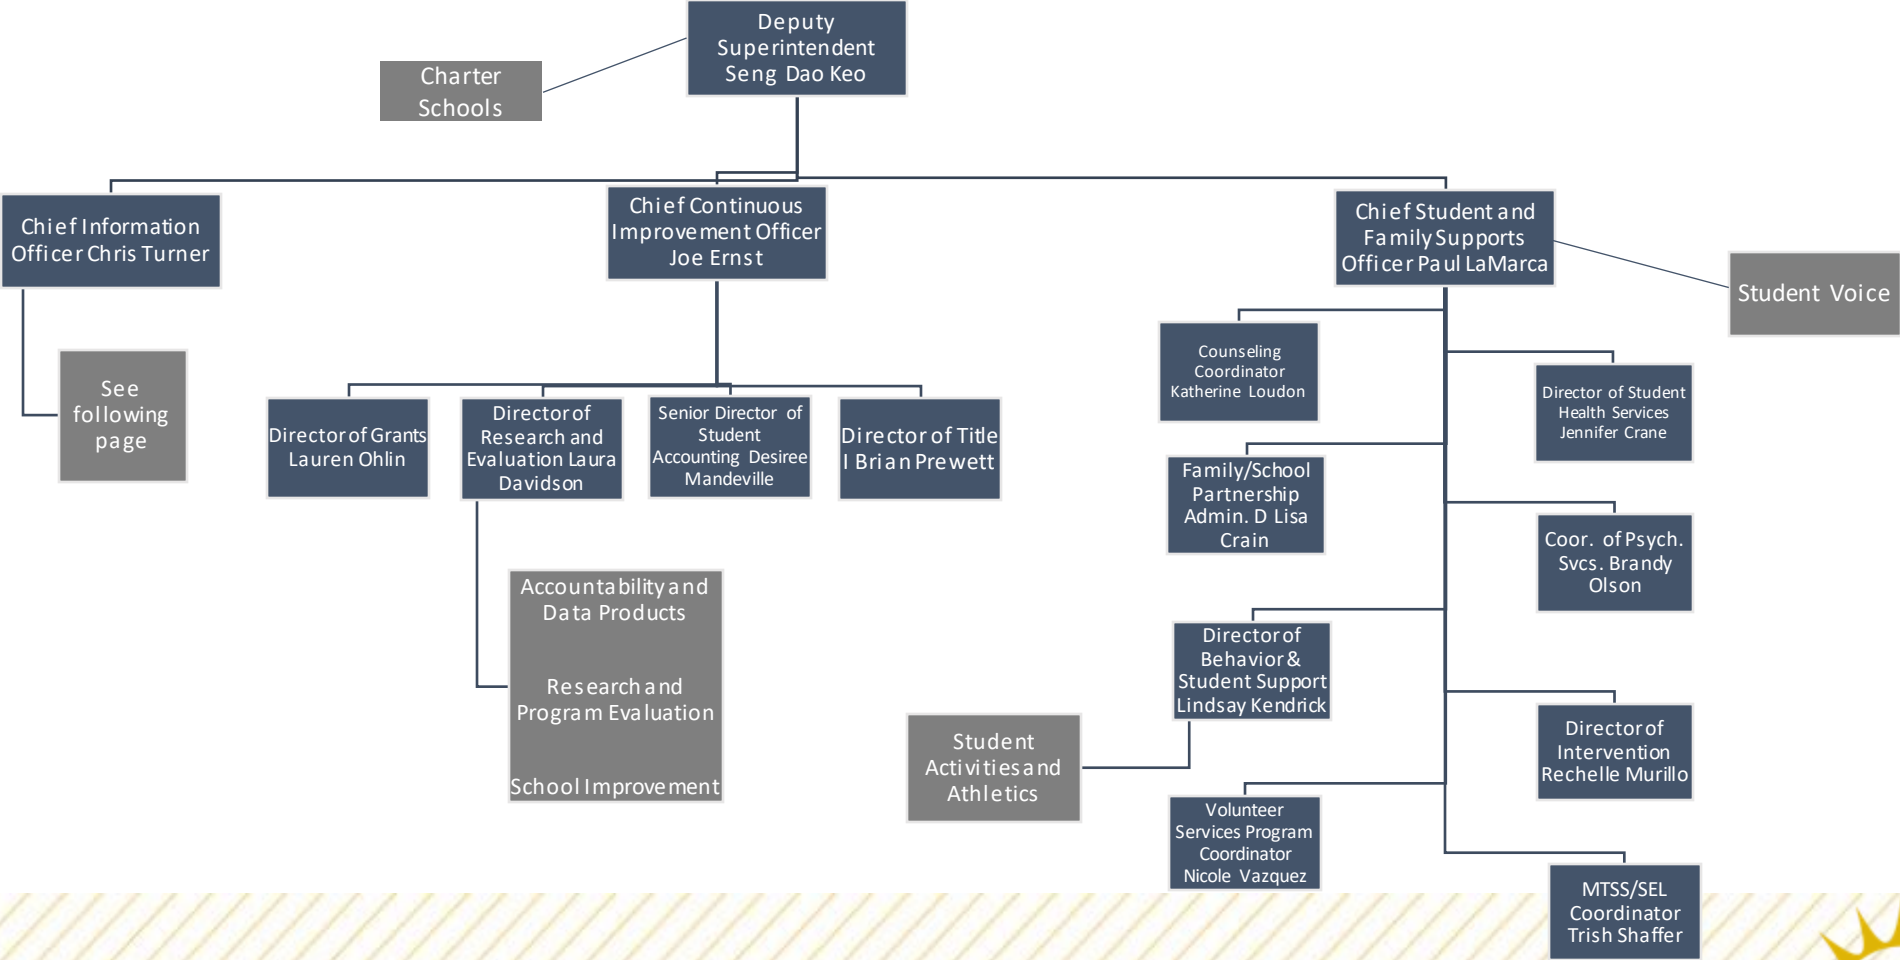 Deputy
Superintendent
Seng Dao Keo
Charter
Schools
Chief Information
Officer Chris Turner
Chief Continuous
Improvement Officer
Joe Ernst
Chief Student and
Family Supports
Officer Paul LaMarca
Student Voice
See
following
page
Director of Grants
Lauren Ohlin
Director of
Research and
Evaluation Laura
Davidson
Senior Director of
Student
Accounting Desiree
Mandeville
Director of Title
I Brian Prewett
Accountability and
Data Products
Research and
Program Evaluation
School Improvement
Counseling
Coordinator
Katherine Loudon
Director of Student
Health Services
Jennifer Crane
Family/School
Partnership
Admin. D Lisa
Crain
Coor. of Psych.
Svcs. Brandy
Olson
Director of
Behavior &
Student Support
Lindsay Kendrick
Student
Activities and
Athletics
Director of
Intervention
Rechelle Murillo
Volunteer
Services Program
Coordinator
Nicole Vazquez
MTSS/SEL
Coordinator
Trish Shaffer